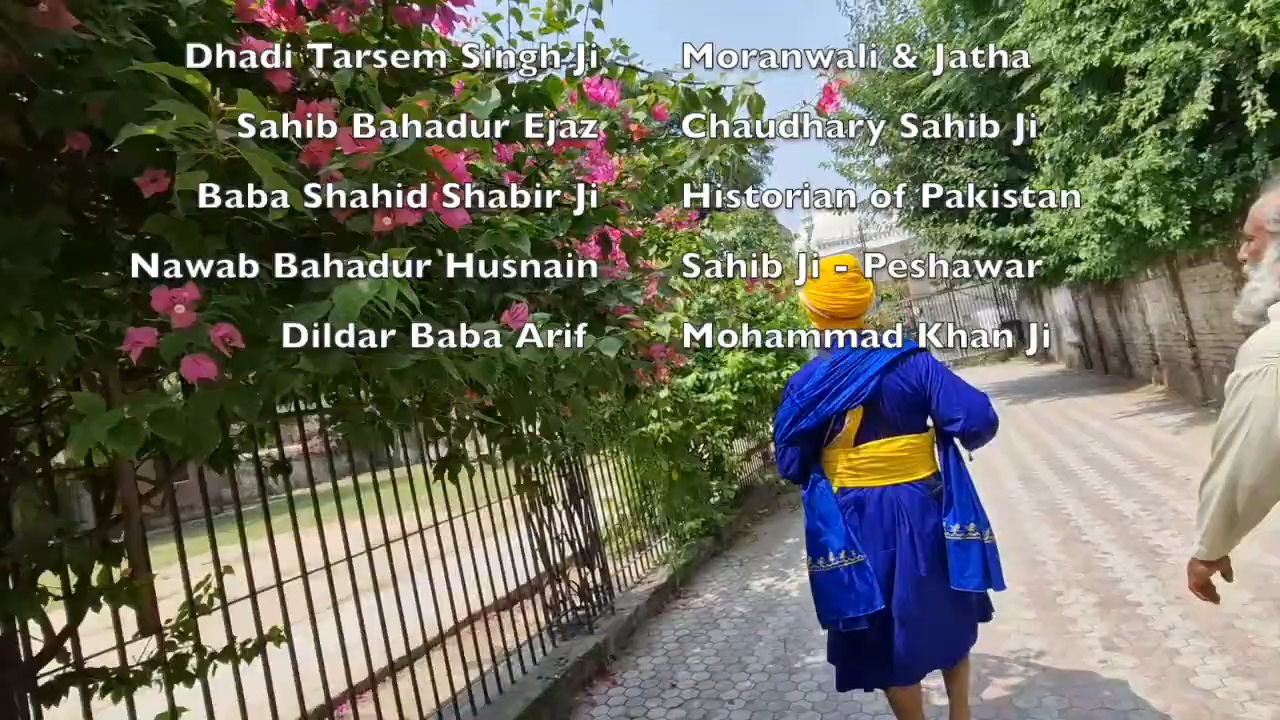 Dhadi Tarsem Singh Ji Moranwali & Jatha
Sahib Bahadur Ejaz Chaudhary Sahib Ji
Baba Shahid Shabir Ji Historian of Pakistan
Nawab Bahadur Husnain Sahib Ji - Peshawar
Dildar Baba Arif Mohammad Khan Ji